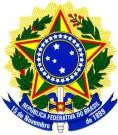 REPÚBLICA FEDERATIVA DO BRASIL
15 de Novembro de 1889